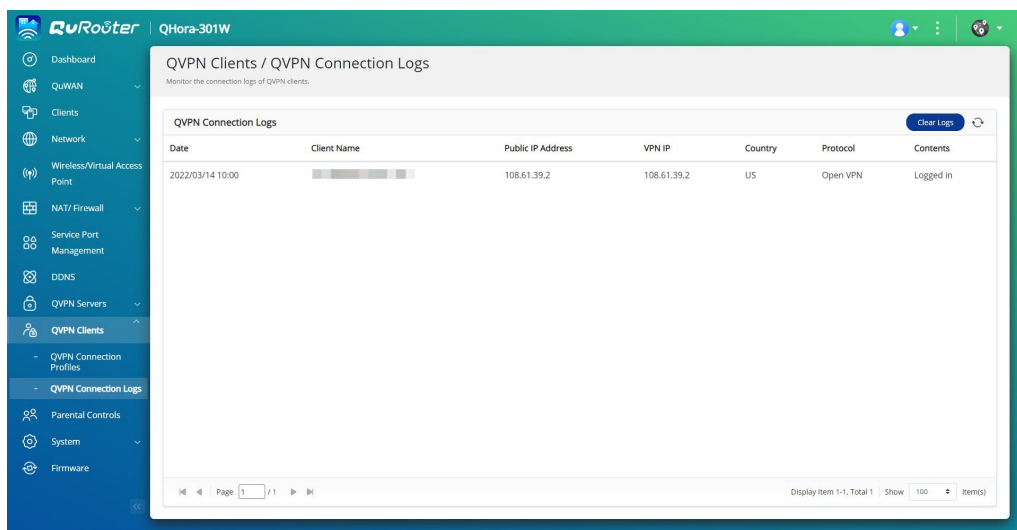 QuRoûter QHora-301W
Dashboard
QuWAN
Clients
Network
Wireless/Virtual Access
Point
NAT/ Firewall
Service Port
Management
DDNS
QVPN Servers
QVPN Clients
- QVPN Connection
Profiles
- QVPN Connection Logs
Parental Controls
System
Firmware
QVPN Clients / QVPN Connection Logs
Monitor the connection logs of QVPN clients.
QVPN Connection Logs Clear Logs
Date Client Name Public IP Address VPN IP Country Protocol Contents
2022/03/14 10:00 108.61.39.2 108.61.39.2 US Open VPN Logged in
Page 1 / 1 Display item 1-1, Total 1 Show 100 Item(s)